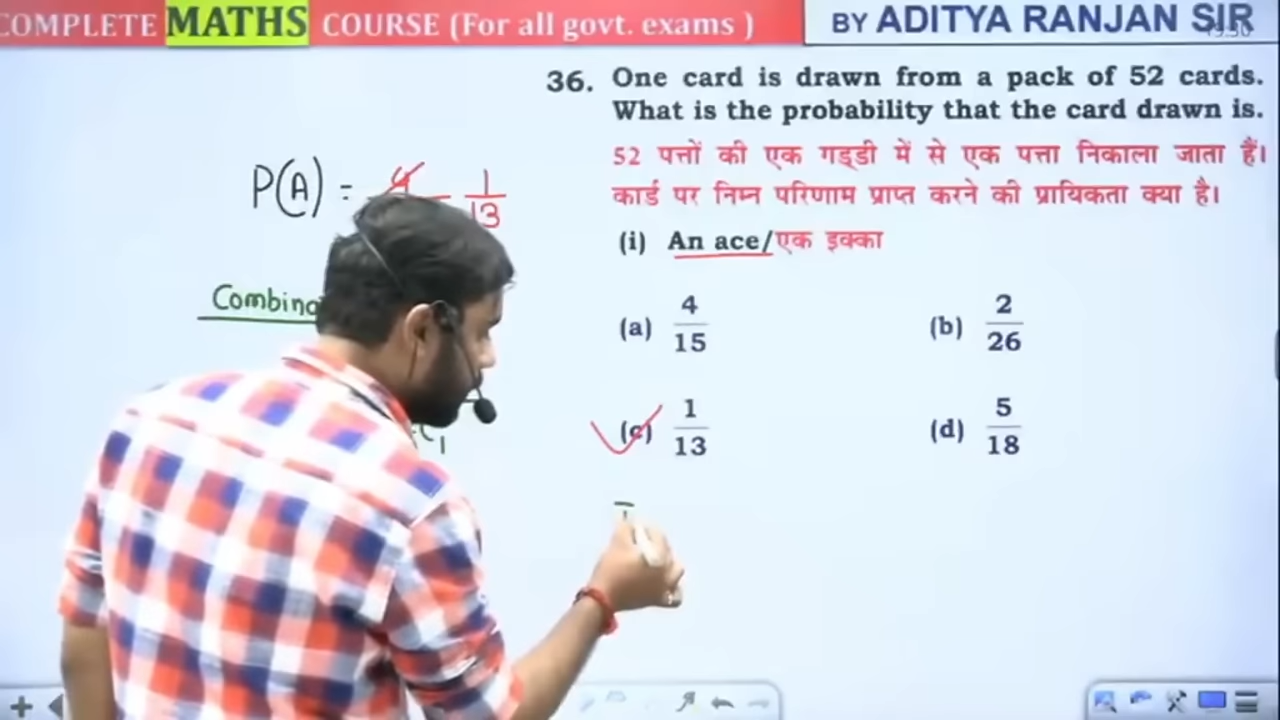 COMPLETE MATHS COURSE (For all govt. exams )
BY ADITYA RANJAN SIR
36. One card is drawn from a pack of 52 cards.
What is the probability that the card drawn is.
52 पत्तों की एक गड्डी में से एक पत्ता निकाला जाता हैं।
कार्ड पर निम्न परिणाम प्राप्त करने की प्रायिकता क्या है।
(i) An ace/एक इक्का
(a) 4/15
(b) 2/26
(c) 1/13
(d) 5/18
P(A) = 4 1/13